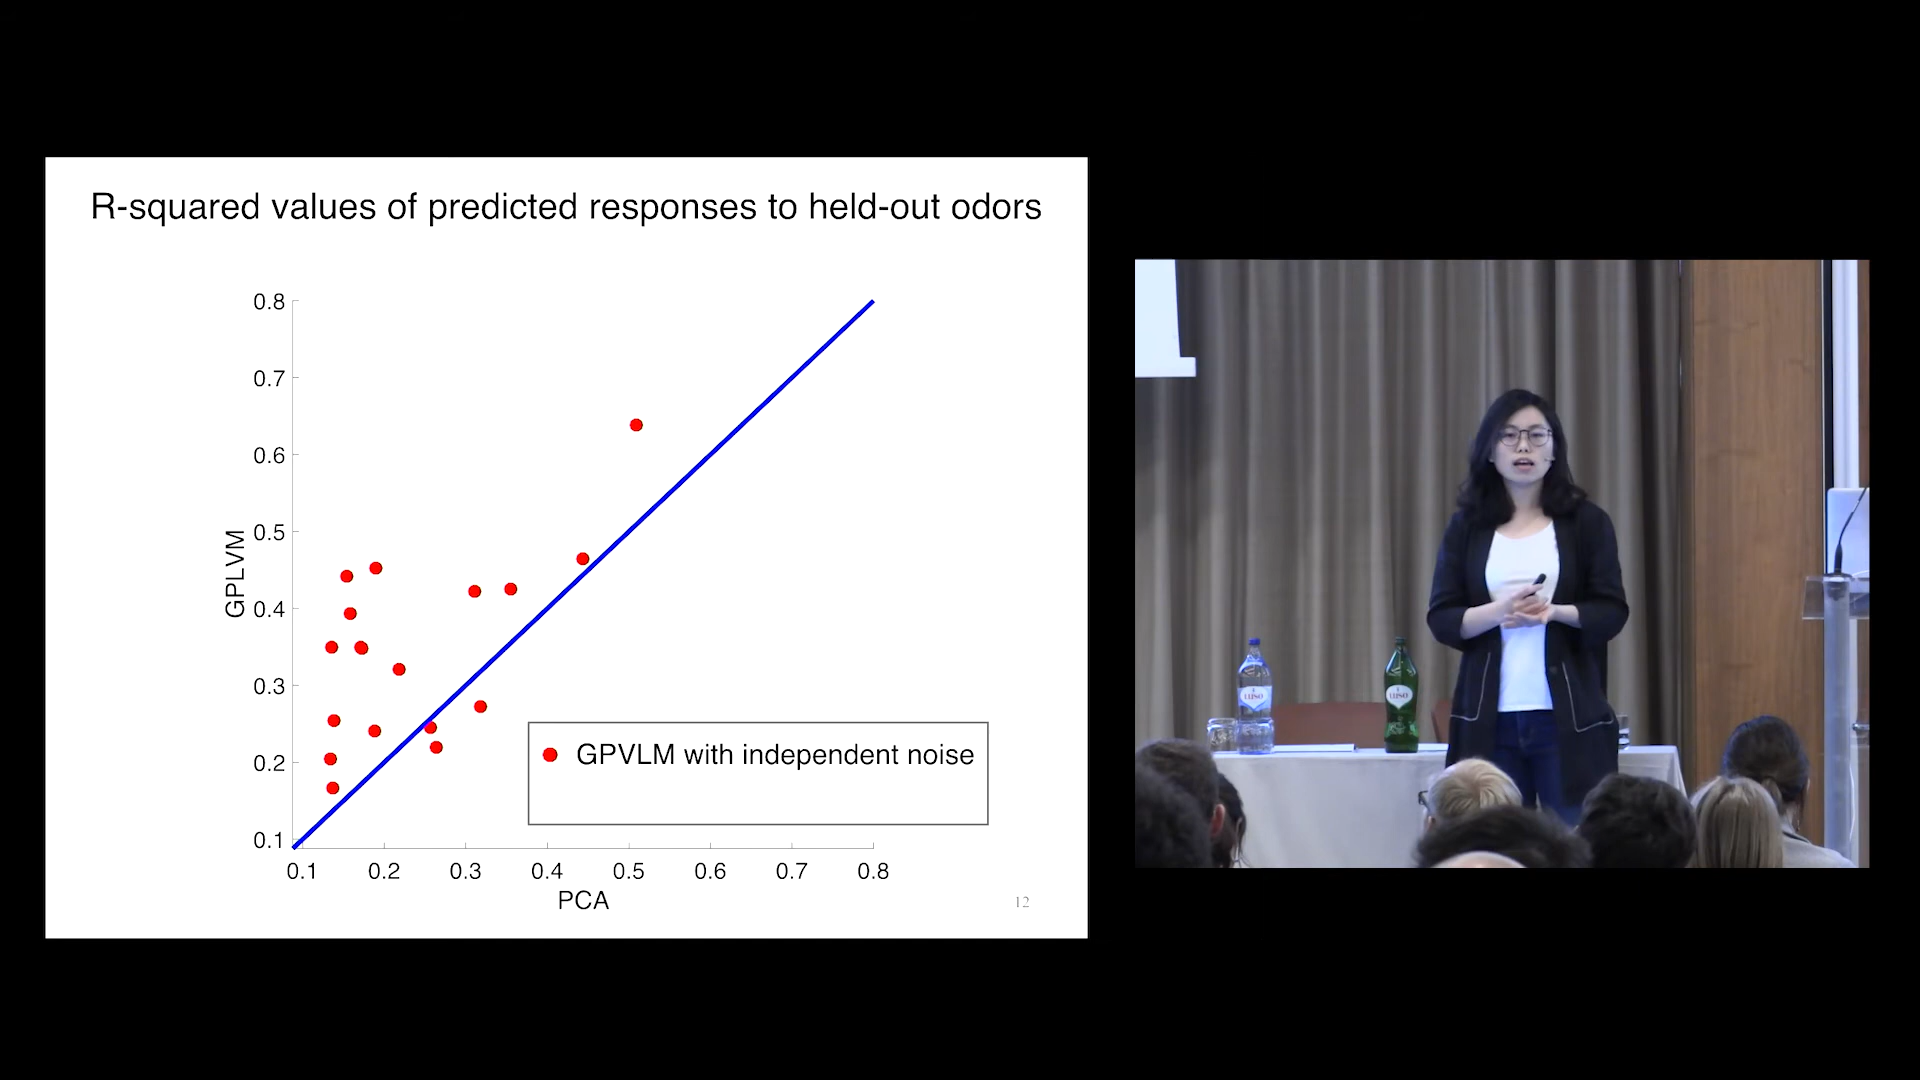 R-squared values of predicted responses to held-out odors
0.8
0.7
0.6
0.5
0.4
0.3
0.2
0.1
GPLVM
GPVLM with independent noise
0.1 0.2 0.3 0.4 0.5 0.6 0.7 0.8
PCA
12
LUSO
LUSO